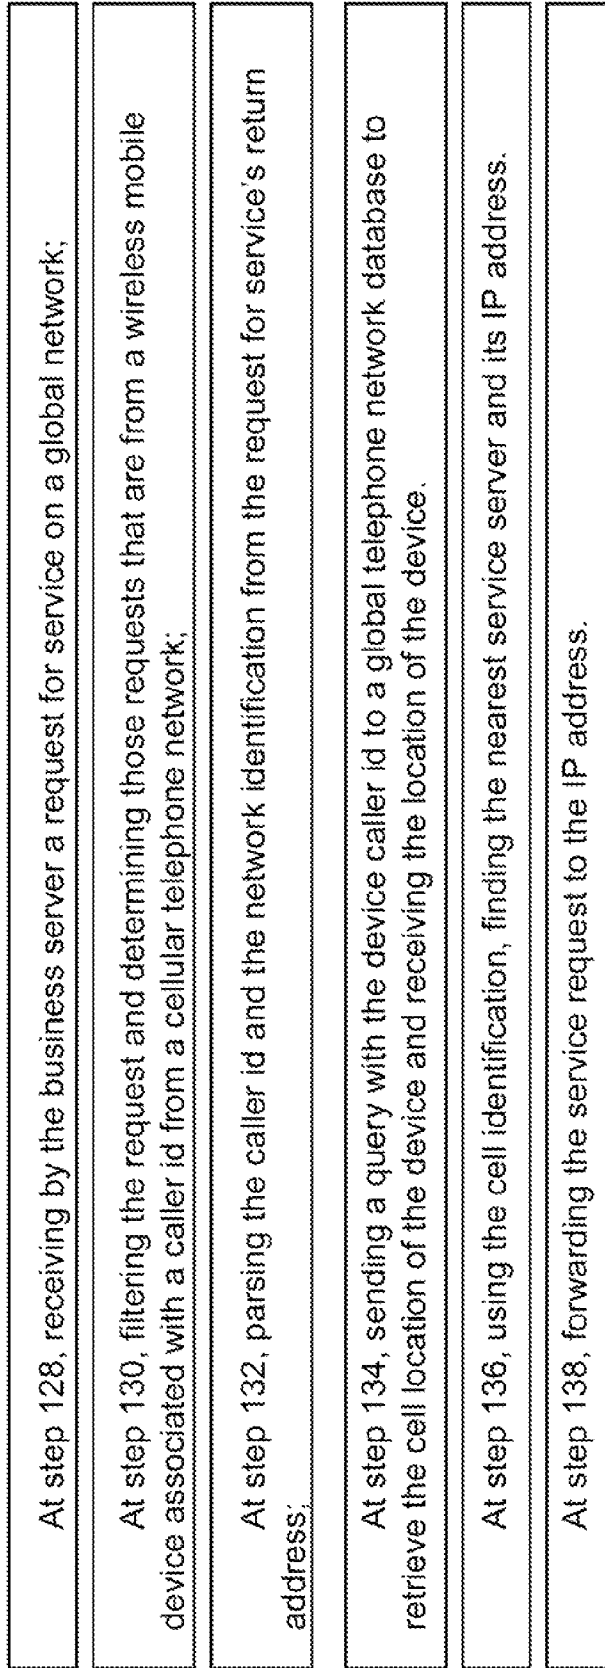 At step 128, receiving by the business server a request for service on a global network;
At step 130, filtering the request and determining those requests that are from a wireless mobile
device associated with a caller id from a cellular telephone network;
At step 132, parsing the caller id and the network identification from the request for service's return
address;
At step 134, sending a query with the device caller id to a global telephone network database to
retrieve the cell location of the device and receiving the location of the device.
At step 136, using the cell identification, finding the nearest service server and its IP address.
At step 138, forwarding the service request to the IP address.